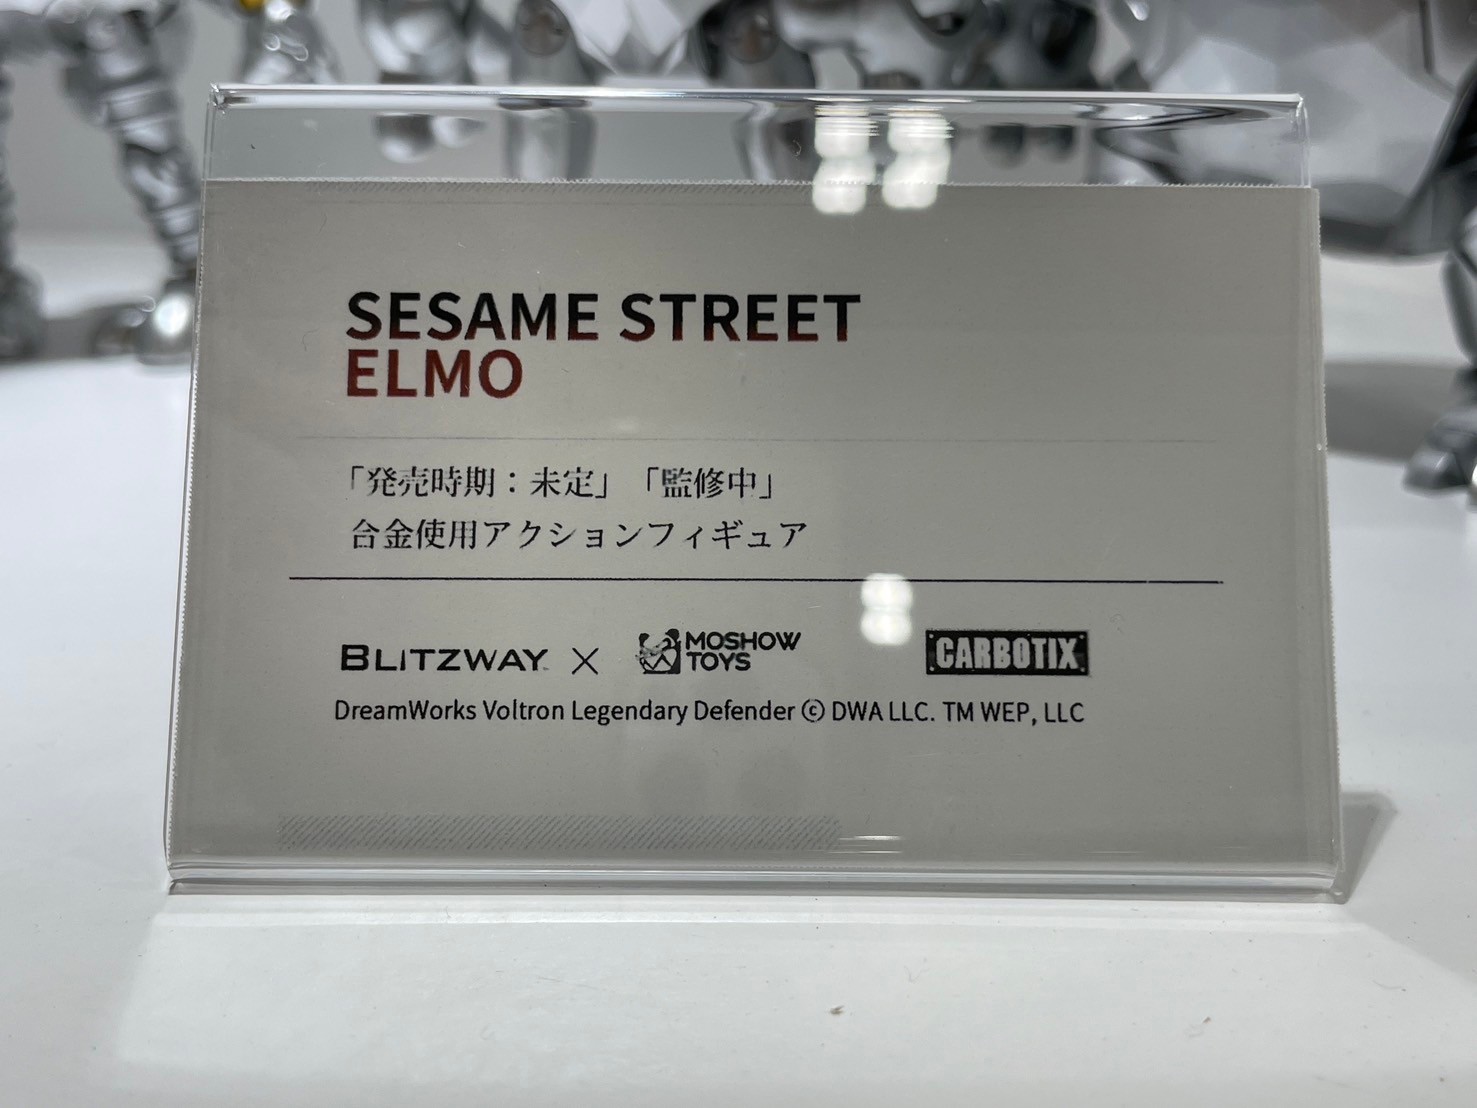 SESAME STREET
ELMO
「発売時期：未定」「監修中」
合金使用アクションフィギュア
BLITZWAY × MOSHOW TOYS CARBOTIX
DreamWorks Voltron Legendary Defender © DWA LLC. TM WEP, LLC